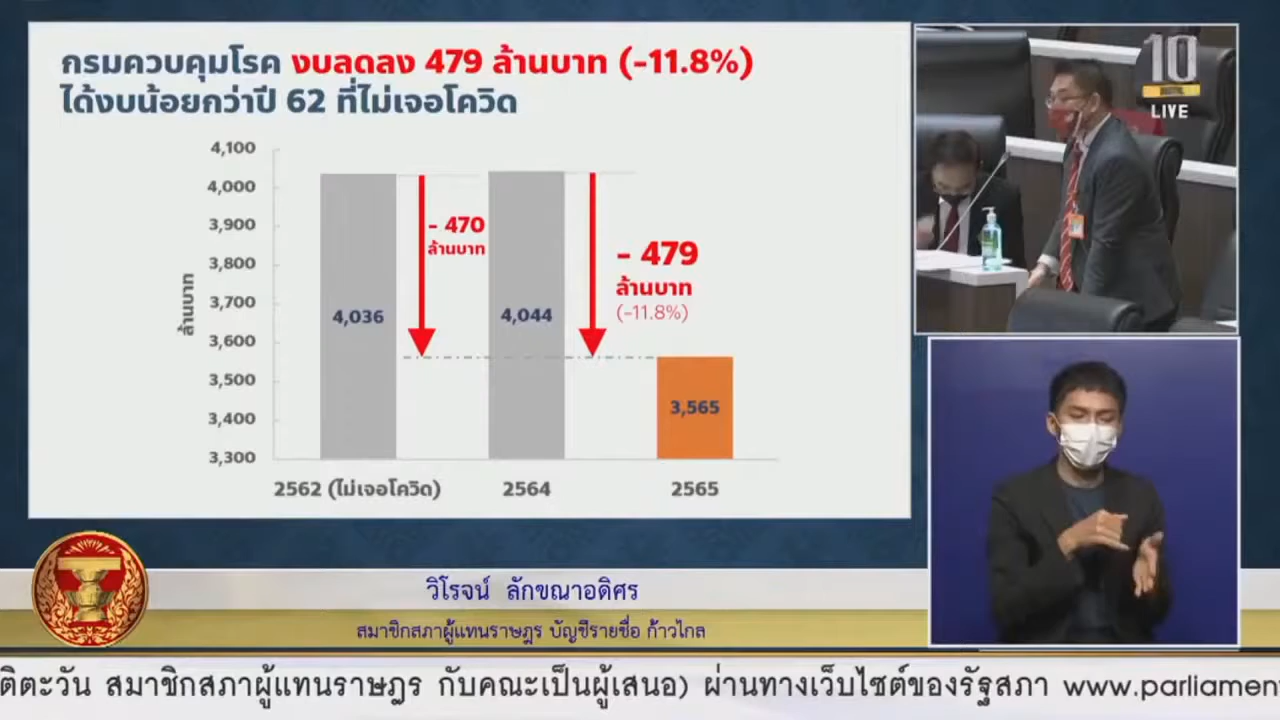 กรมควบคุมโรค งบลดลง 479 ล้านบาท (-11.8%)
ได้งบน้อยกว่าปี 62 ที่ไม่เจอโควิด
ล้านบาท
4,100
4,000
3,900
3,800
3,700
3,600
3,500
3,400
3,300
4,036
- 470
ล้านบาท
4,044
- 479
ล้านบาท
(-11.8%)
3,565
2562 (ไม่เจอโควิด)
2564
2565
10
DIGITAL
LIVE
วิโรจน์ ลักขณาอดิศร
สมาชิกสภาผู้แทนราษฎร บัญชีรายชื่อ ก้าวไกล
ติตะวัน สมาชิกสภาผู้แทนราษฎร กับคณะเป็นผู้เสนอ) ผ่านทางเว็บไซต์ของรัฐสภา www.parliamen